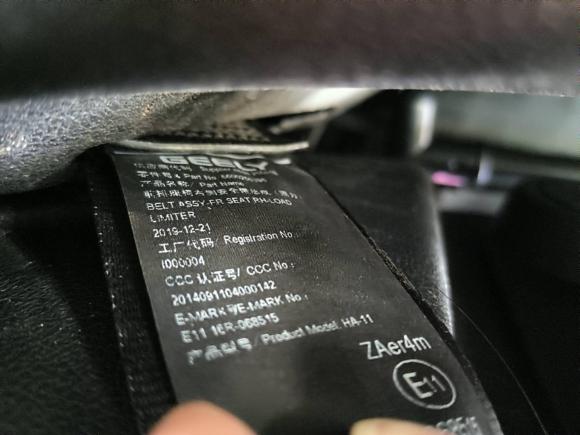 GEELY
Part No
产品名称/ Part Name
BELT ASSY-FR SEAT RH-LOAD
LIMITER
2019-12-21
工厂代码/ Registration No.:
I000004
CCC 认证号/ CCC No.:
2014091104000142
E-MARK号/E-MARK No.:
E11 16R-068515
产品型号/ Product Model: HA-11
ZAer4m
E11